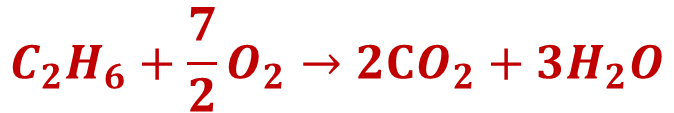 C₂H₆ + 7/2 O₂ → 2CO₂ + 3H₂O